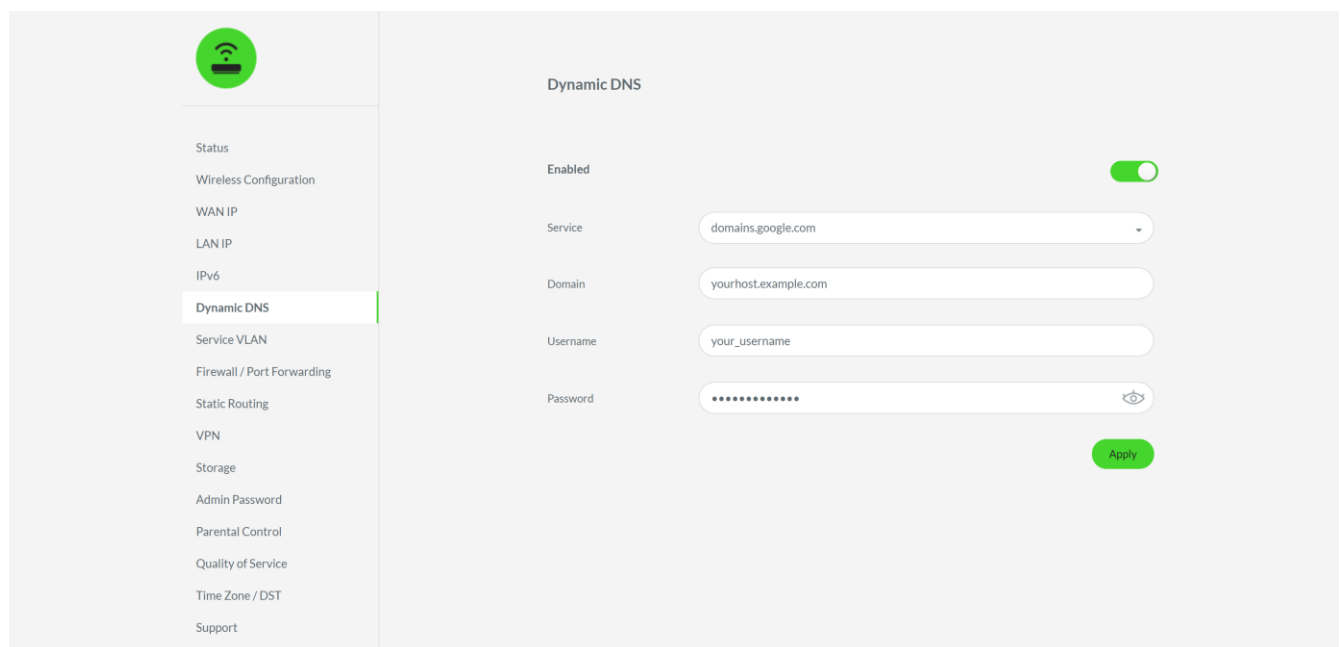 Status
Wireless Configuration
WAN IP
LAN IP
IPv6
Dynamic DNS
Service VLAN
Firewall / Port Forwarding
Static Routing
VPN
Storage
Admin Password
Parental Control
Quality of Service
Time Zone / DST
Support
Dynamic DNS
Enabled
Service domains.google.com
Domain yourhost.example.com
Username your_username
Password •••••••••••••
Apply